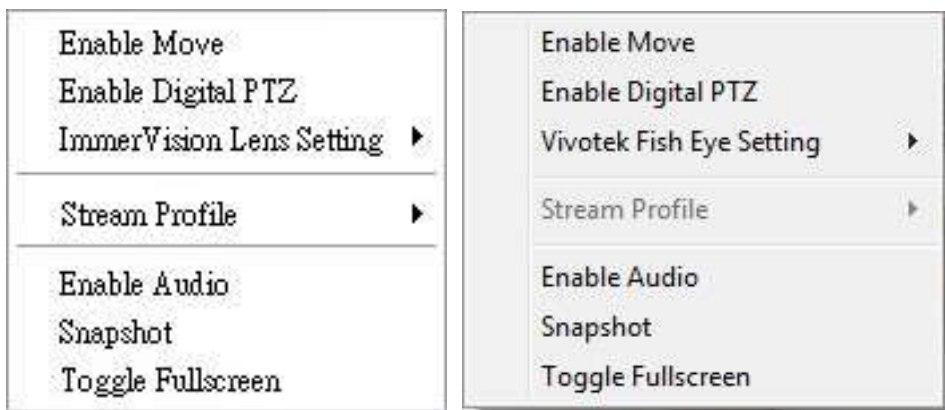 Enable Move
Enable Digital PTZ
ImmerVision Lens Setting
Stream Profile
Enable Audio
Snapshot
Toggle Fullscreen
Enable Move
Enable Digital PTZ
Vivotek Fish Eye Setting
Stream Profile
Enable Audio
Snapshot
Toggle Fullscreen